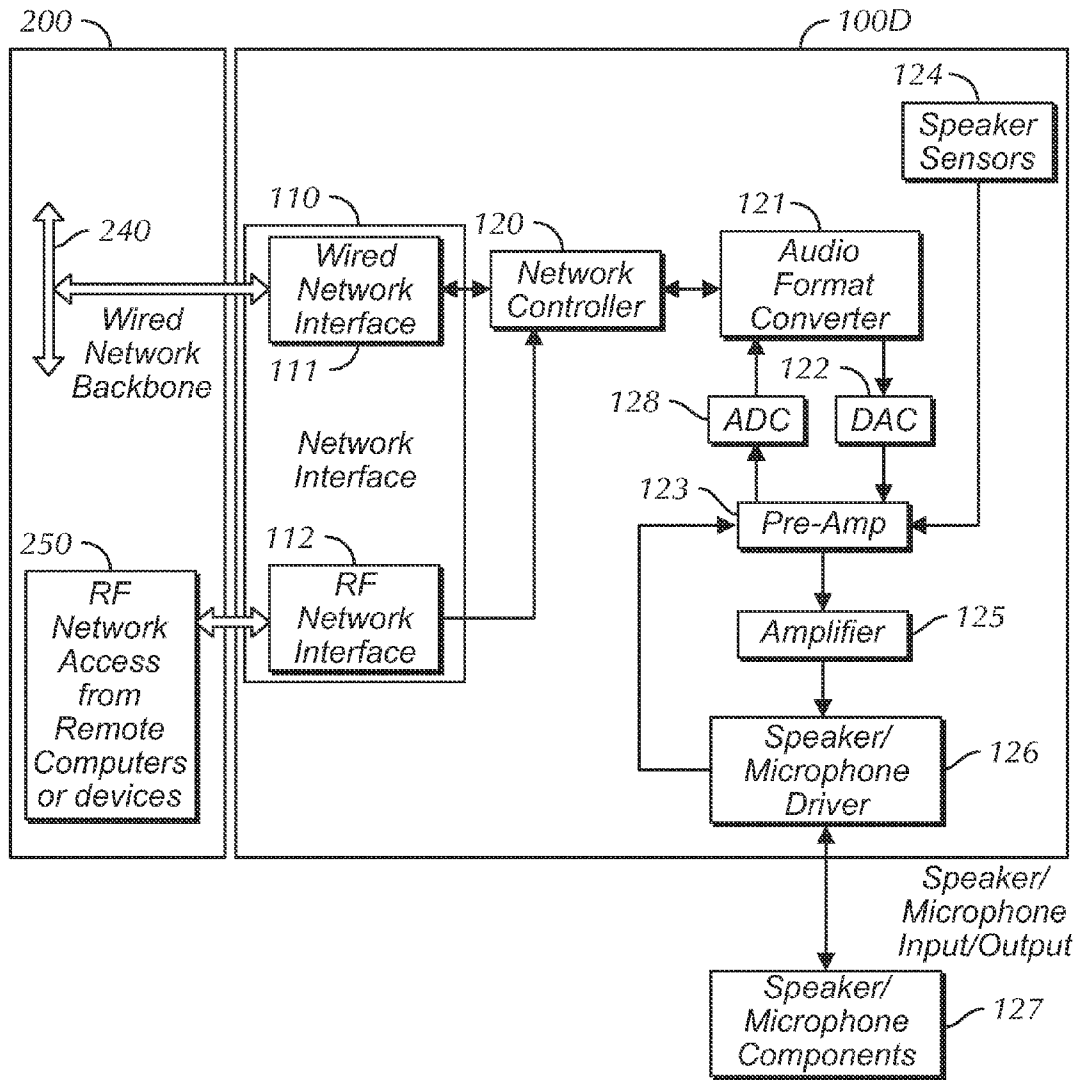 200
100D
124
Speaker
Sensors
110
120
121
240
Wired
Network
Interface
Network
Controller
Audio
Format
Converter
Wired
Network
Backbone
111
122
128
ADC
DAC
Network
Interface
123
Pre-Amp
250
112
RF
Network
Access
from
Remote
Computers
or devices
RF
Network
Interface
Amplifier
125
Speaker/
Microphone
Driver
126
Speaker/
Microphone
Input/Output
Speaker/
Microphone
Components
127